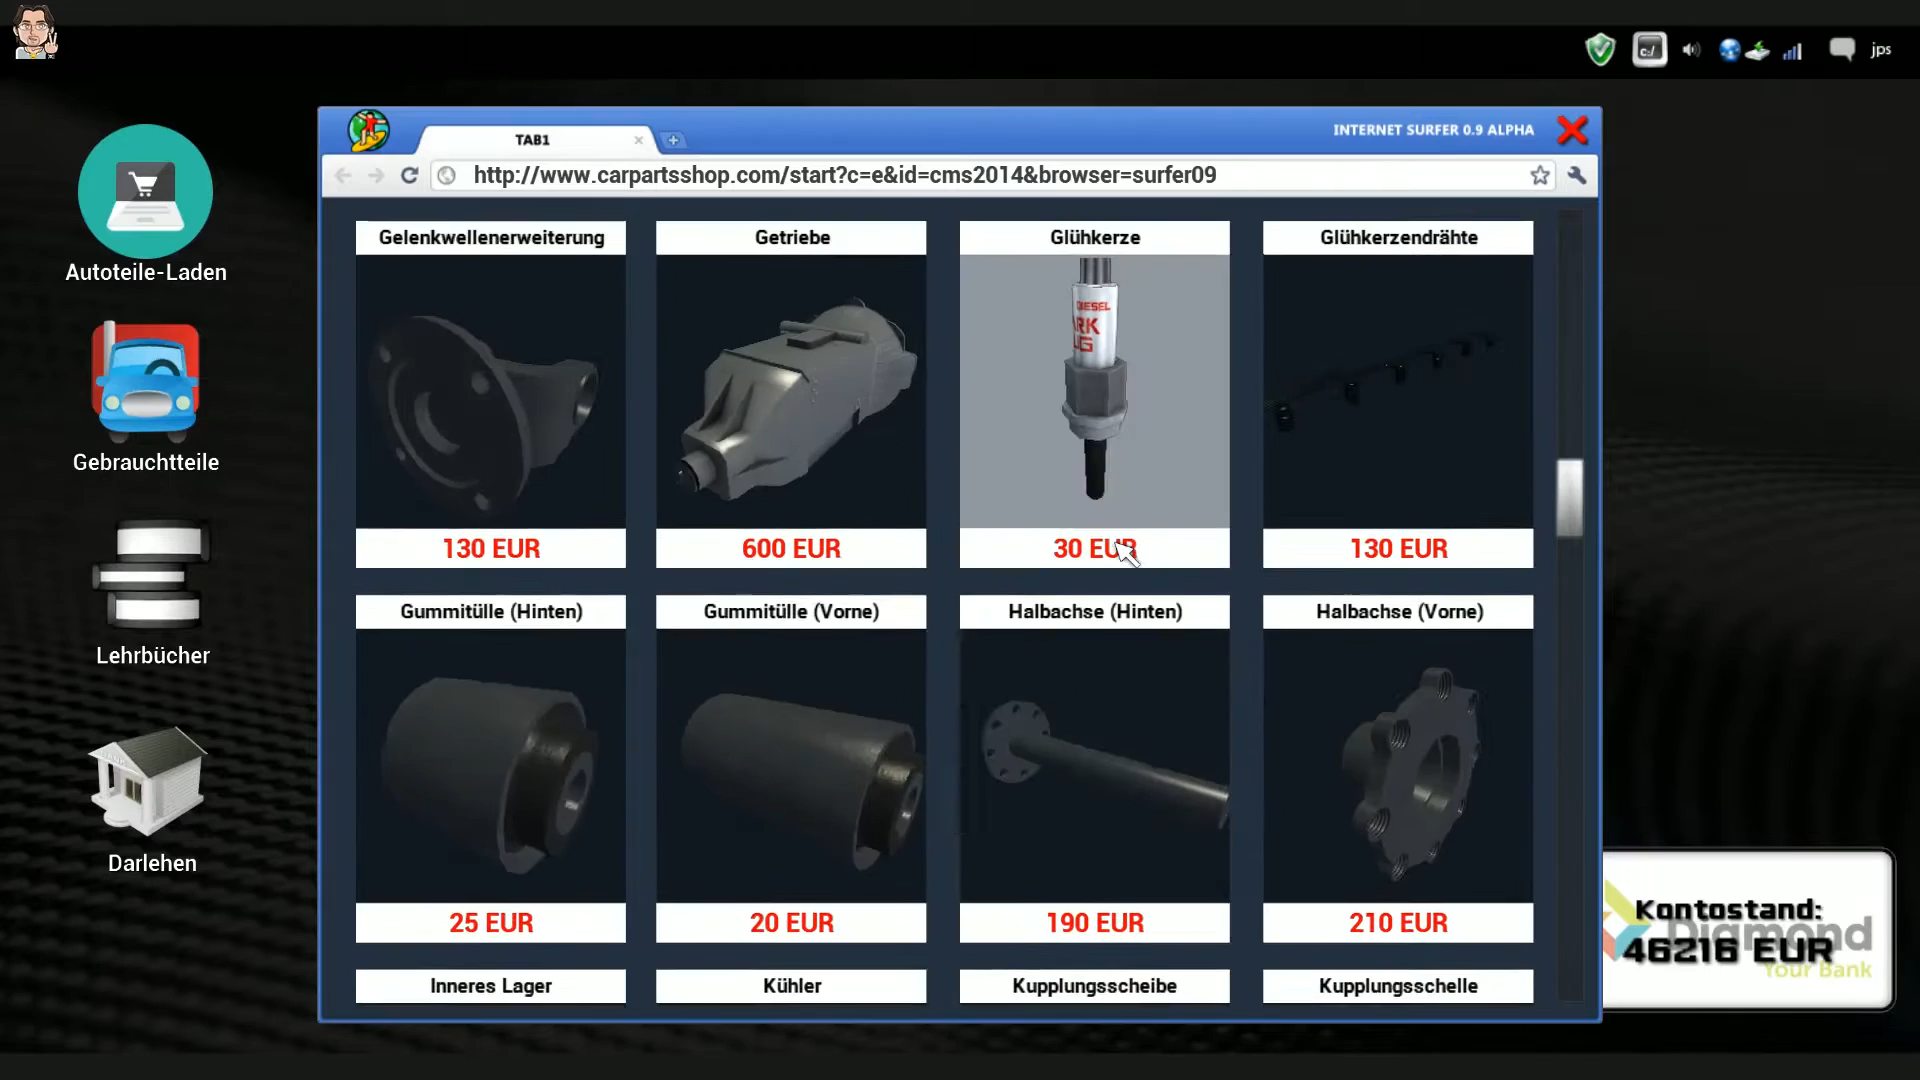 jps
TAB1
INTERNET SURFER 0.9 ALPHA
http://www.carpartsshop.com/start?c=e&id=cms2014&browser=surfer09
Autoteile-Laden
Gebrauchtteile
Lehrbücher
Darlehen
Gelenkwellenerweiterung
Getriebe
Glühkerze
Glühkerzendrähte
DIESEL
130 EUR
600 EUR
30 EUR
130 EUR
Gummitülle (Hinten)
Gummitülle (Vorne)
Halbachse (Hinten)
Halbachse (Vorne)
25 EUR
20 EUR
190 EUR
210 EUR
Inneres Lager
Kühler
Kupplungsscheibe
Kupplungsschelle
Kontostand:
46216 EUR
Diamond
Your Bank